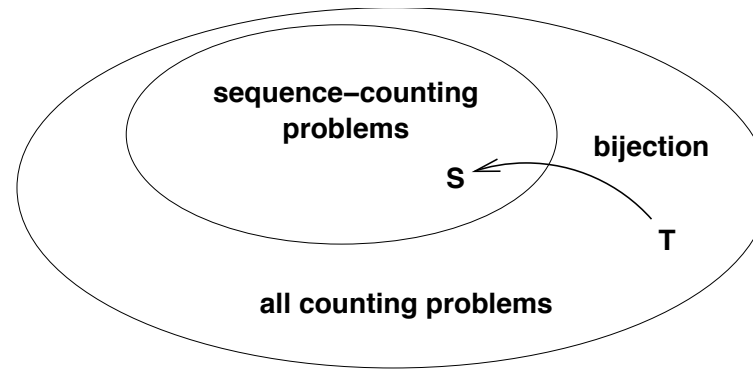 sequence–counting
problems
bijection
S
T
all counting problems